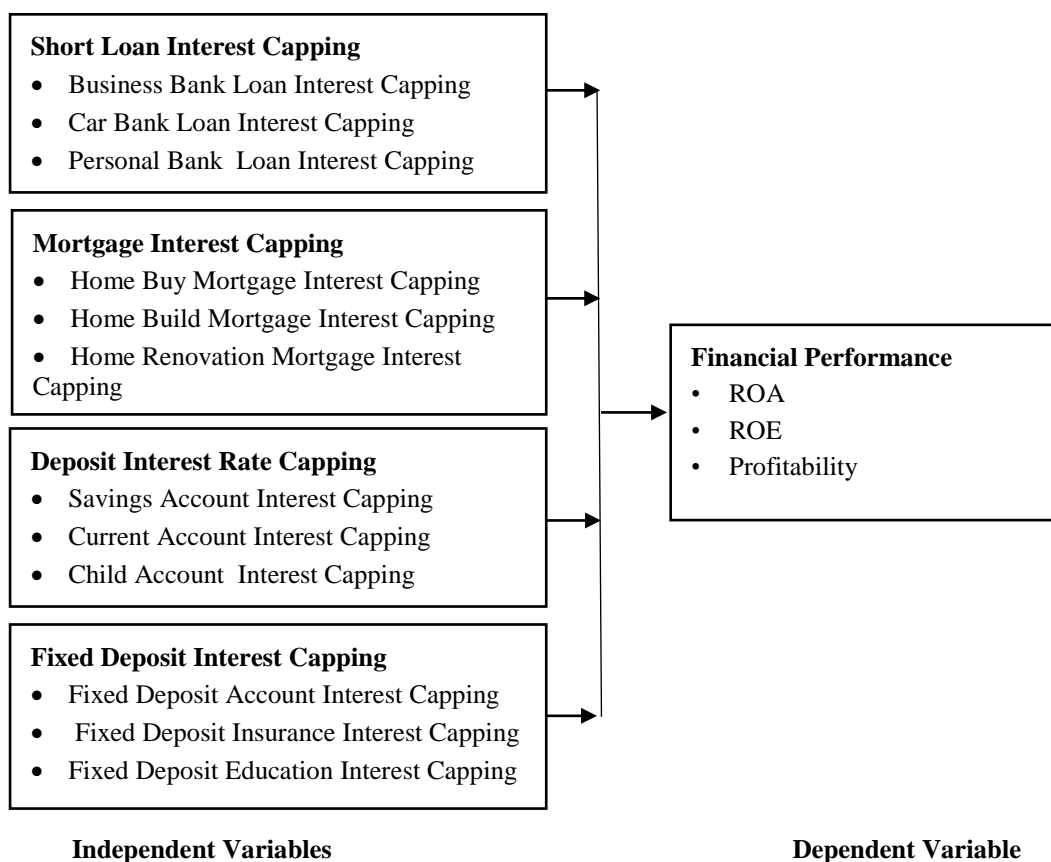 Short Loan Interest Capping
• Business Bank Loan Interest Capping
• Car Bank Loan Interest Capping
• Personal Bank Loan Interest Capping
Mortgage Interest Capping
• Home Buy Mortgage Interest Capping
• Home Build Mortgage Interest Capping
• Home Renovation Mortgage Interest
Capping
Deposit Interest Rate Capping
• Savings Account Interest Capping
• Current Account Interest Capping
• Child Account Interest Capping
Fixed Deposit Interest Capping
• Fixed Deposit Account Interest Capping
• Fixed Deposit Insurance Interest Capping
• Fixed Deposit Education Interest Capping
Independent Variables
Financial Performance
• ROA
• ROE
• Profitability
Dependent Variable